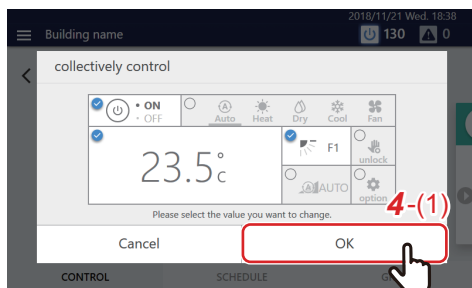 2018/11/21 Wed. 18:38
Building name 130 0
collectively control
• ON
• OFF
A
Auto Heat Dry Cool Fan
23.5°c
F1
unlock
A AUTO
option
4-(1)
Please select the value you want to change.
Cancel OK
CONTROL SCHEDULE